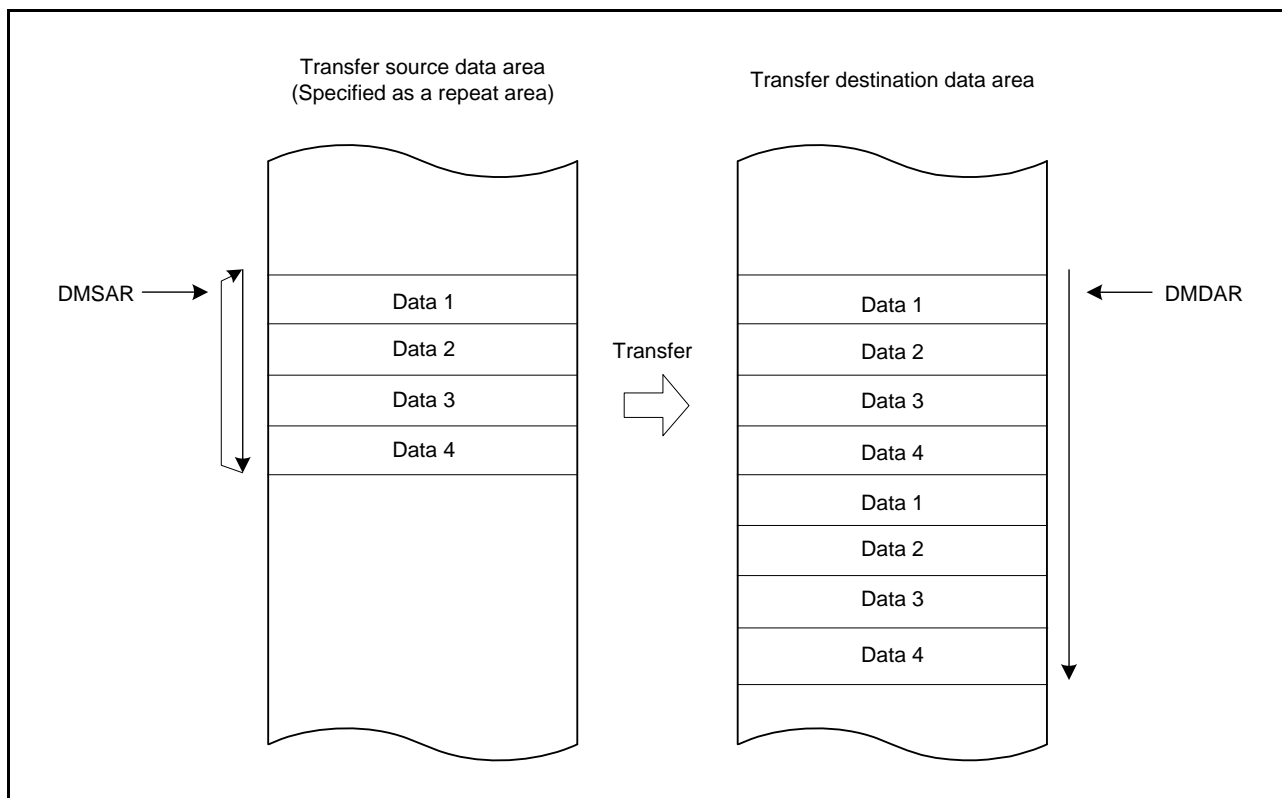 Transfer source data area
(Specified as a repeat area)
Transfer destination data area
DMSAR
Data 1
Data 2
Data 3
Data 4
Transfer
Data 1
Data 2
Data 3
Data 4
Data 1
Data 2
Data 3
Data 4
DMDAR